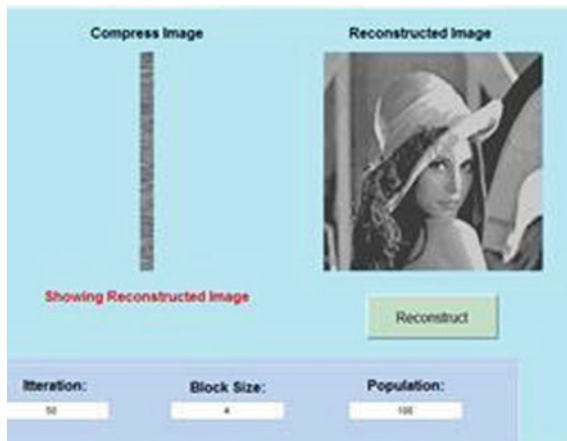 Compress Image Reconstructed Image
Showing Reconstructed Image
Reconstruct
Itteration: Block Size: Population:
50 4 100